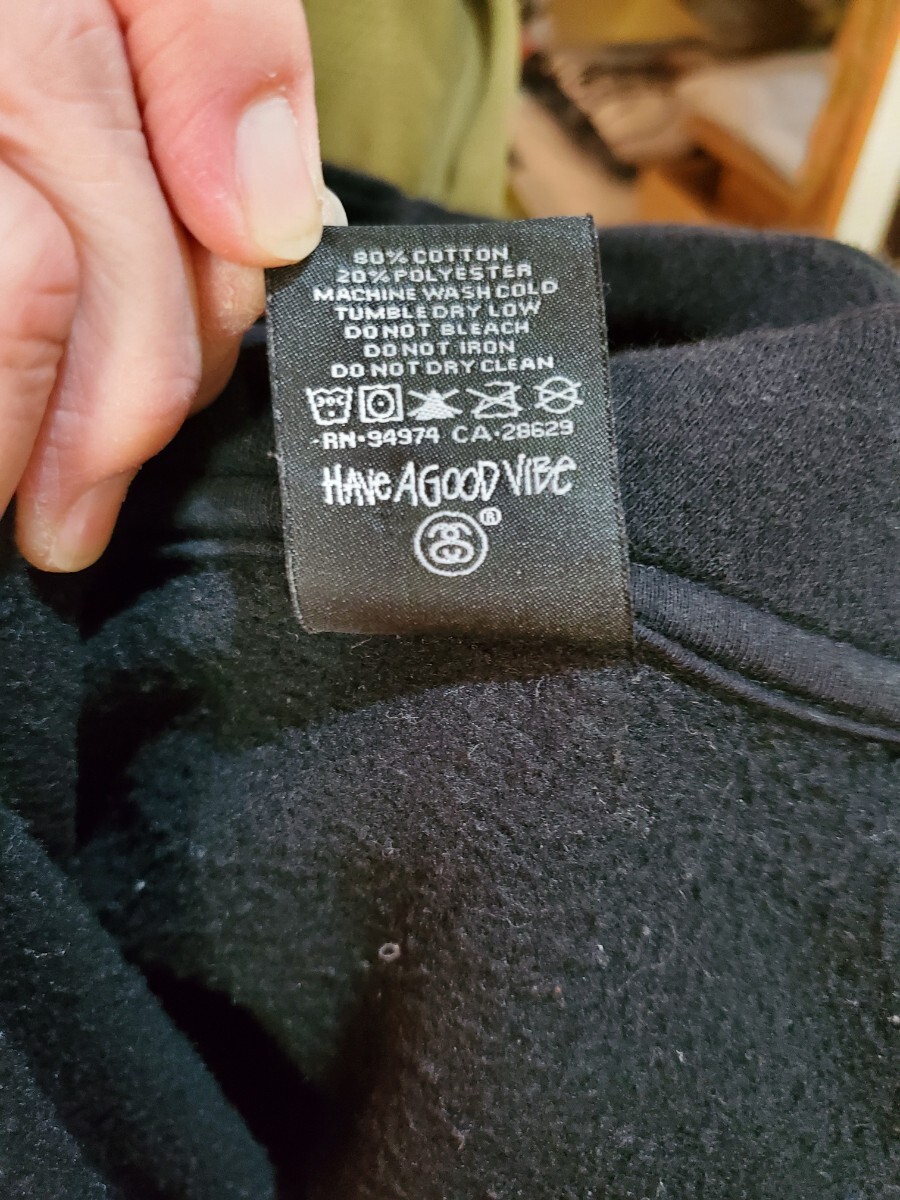 80% COTTON
20% POLYESTER
MACHINE WASH COLD
TUMBLE DRY LOW
DO NOT BLEACH
DO NOT IRON
DO NOT DRY CLEAN
-RN•94974 CA•28629
HAVE A GOOD VIBE
®